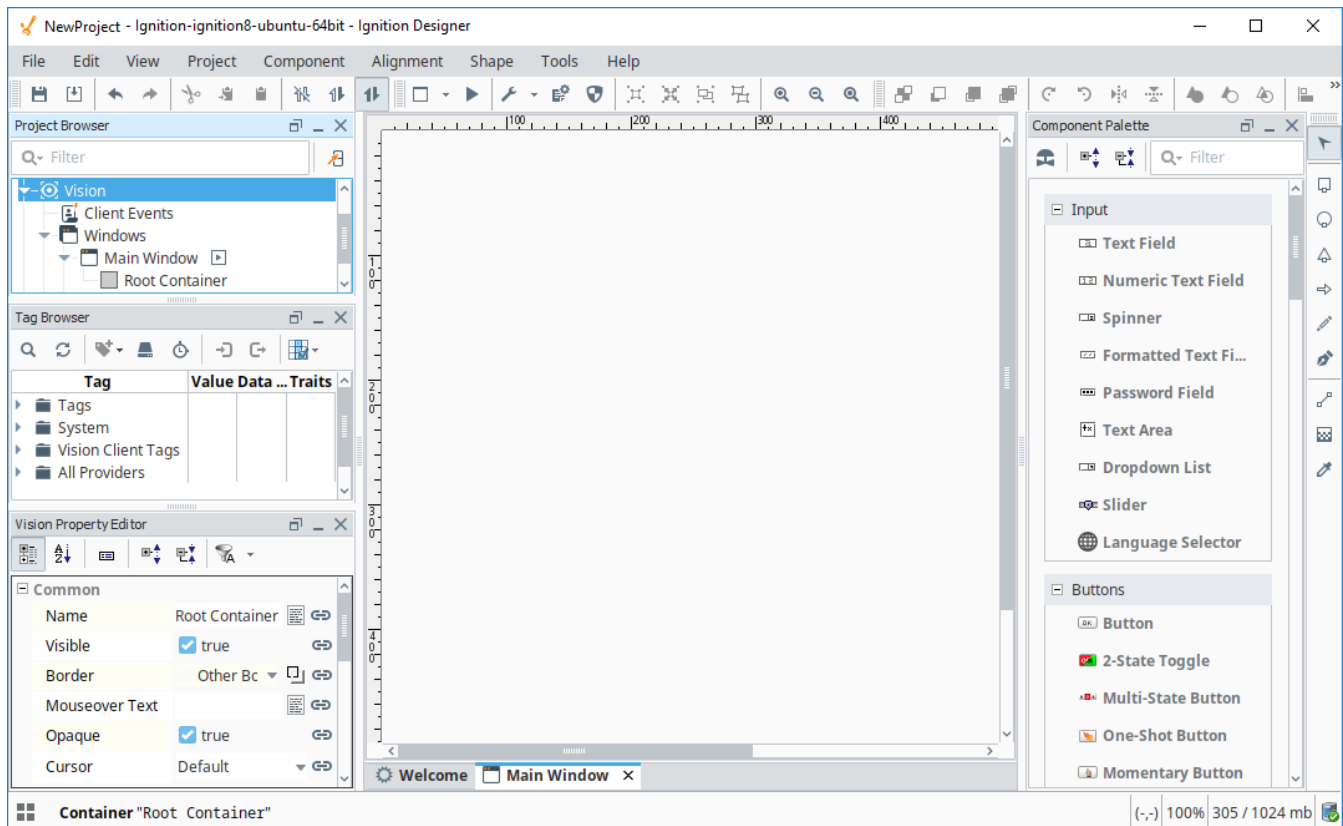 NewProject - Ignition-ignition8-ubuntu-64bit - Ignition Designer
File Edit View Project Component Alignment Shape Tools Help
Project Browser
Filter
Vision
Client Events
Windows
Main Window
Root Container
Tag Browser
Tag Value Data ... Traits
Tags
System
Vision Client Tags
All Providers
Vision Property Editor
Common
Name Root Container
Visible true
Border Other Bc
Mouseover Text
Opaque true
Cursor Default
100 200 300 400
100
200
300
400
Welcome Main Window
Component Palette
Filter
Input
Text Field
Numeric Text Field
Spinner
Formatted Text Fi...
Password Field
Text Area
Dropdown List
Slider
Language Selector
Buttons
Button
2-State Toggle
Multi-State Button
One-Shot Button
Momentary Button
Container "Root Container"
(-,-) 100% 305 / 1024 mb